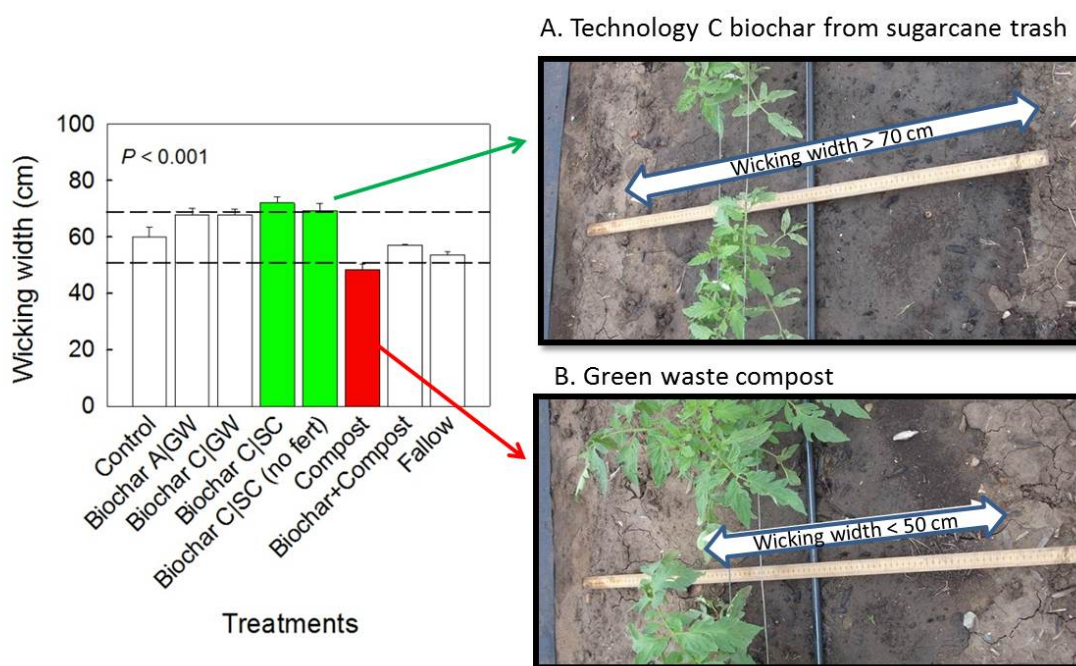 A. Technology C biochar from sugarcane trash
Wicking width > 70 cm
100
80
60
40
20
0
Wicking width (cm)
P < 0.001
Control
Biochar A|GW
Biochar C|GW
Biochar C|SC
Biochar C|SC (no fert)
Compost
Biochar+Compost
Fallow
Treatments
B. Green waste compost
Wicking width < 50 cm